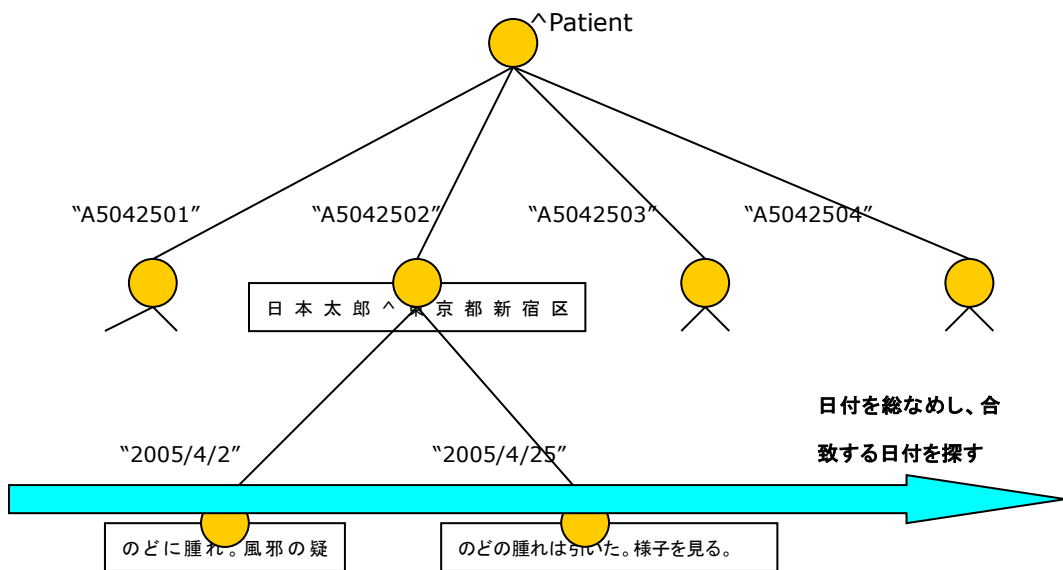 ^Patient
“A5042501”
“A5042502”
“A5042503”
“A5042504”
日本太郎^東京都新宿区
日付を総なめし、合
致する日付を探す
“2005/4/2”
“2005/4/25”
のどに腫れ。風邪の疑
のどの腫れは引いた。様子を見る。